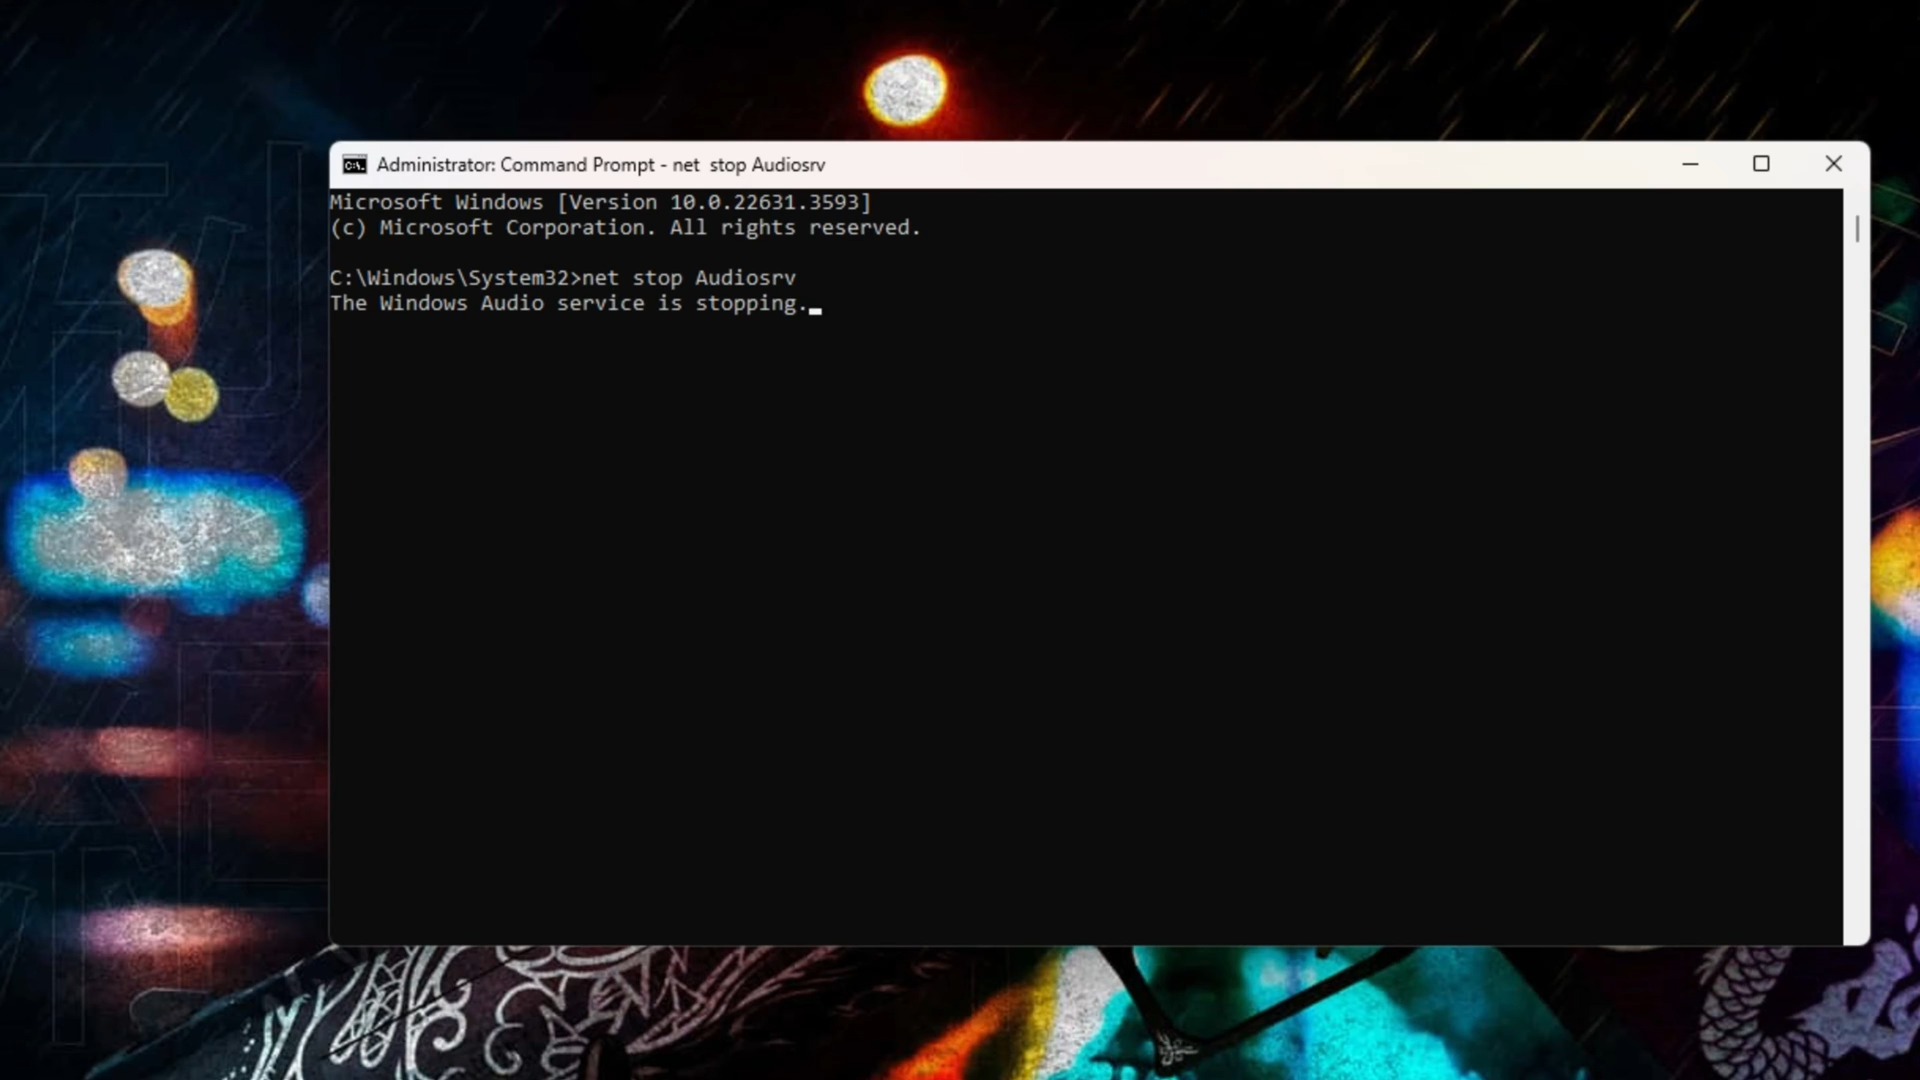 Administrator: Command Prompt - net  stop Audiosrv
Microsoft Windows [Version 10.0.22631.3593]
(c) Microsoft Corporation. All rights reserved.
C:\Windows\System32>net stop Audiosrv
The Windows Audio service is stopping.